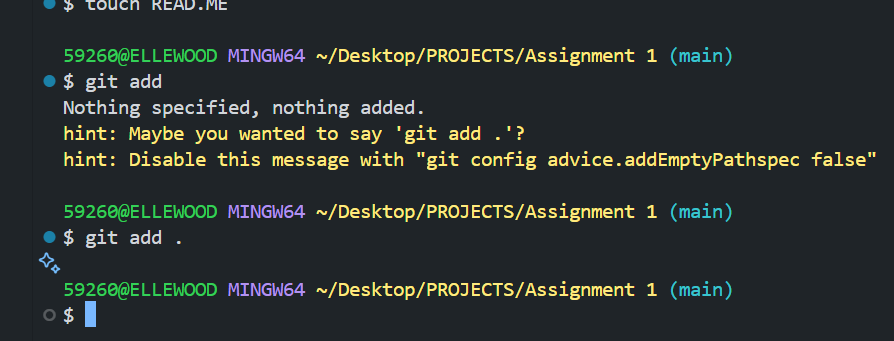 $ touch READ.ME
59260@ELLEWOOD MINGW64 ~/Desktop/PROJECTS/Assignment 1 (main)
$ git add
Nothing specified, nothing added.
hint: Maybe you wanted to say 'git add .'?
hint: Disable this message with "git config advice.addEmptyPathspec false"
59260@ELLEWOOD MINGW64 ~/Desktop/PROJECTS/Assignment 1 (main)
$ git add .
59260@ELLEWOOD MINGW64 ~/Desktop/PROJECTS/Assignment 1 (main)
$